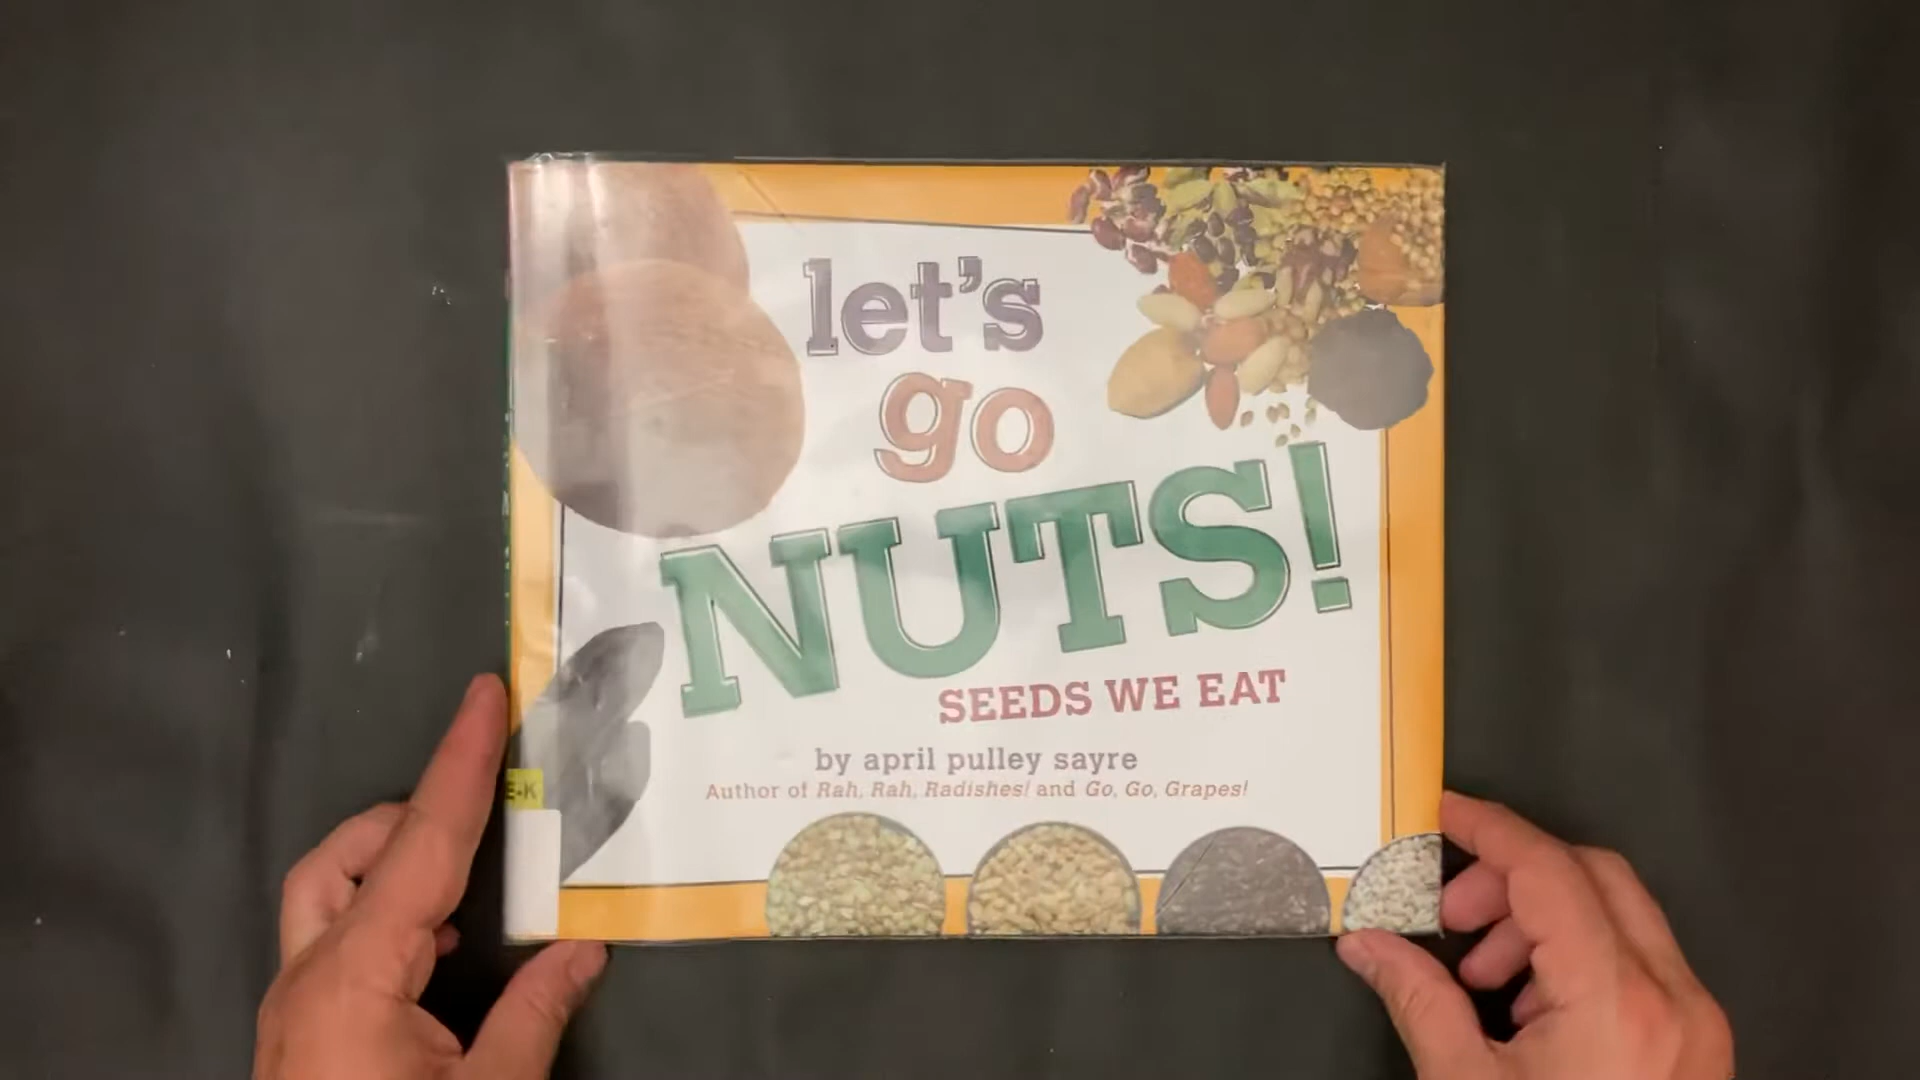 let's
go
NUTS!
SEEDS WE EAT
by april pulley sayre
Author of Rah, Rah, Radishes! and Go, Go, Grapes!
E-K